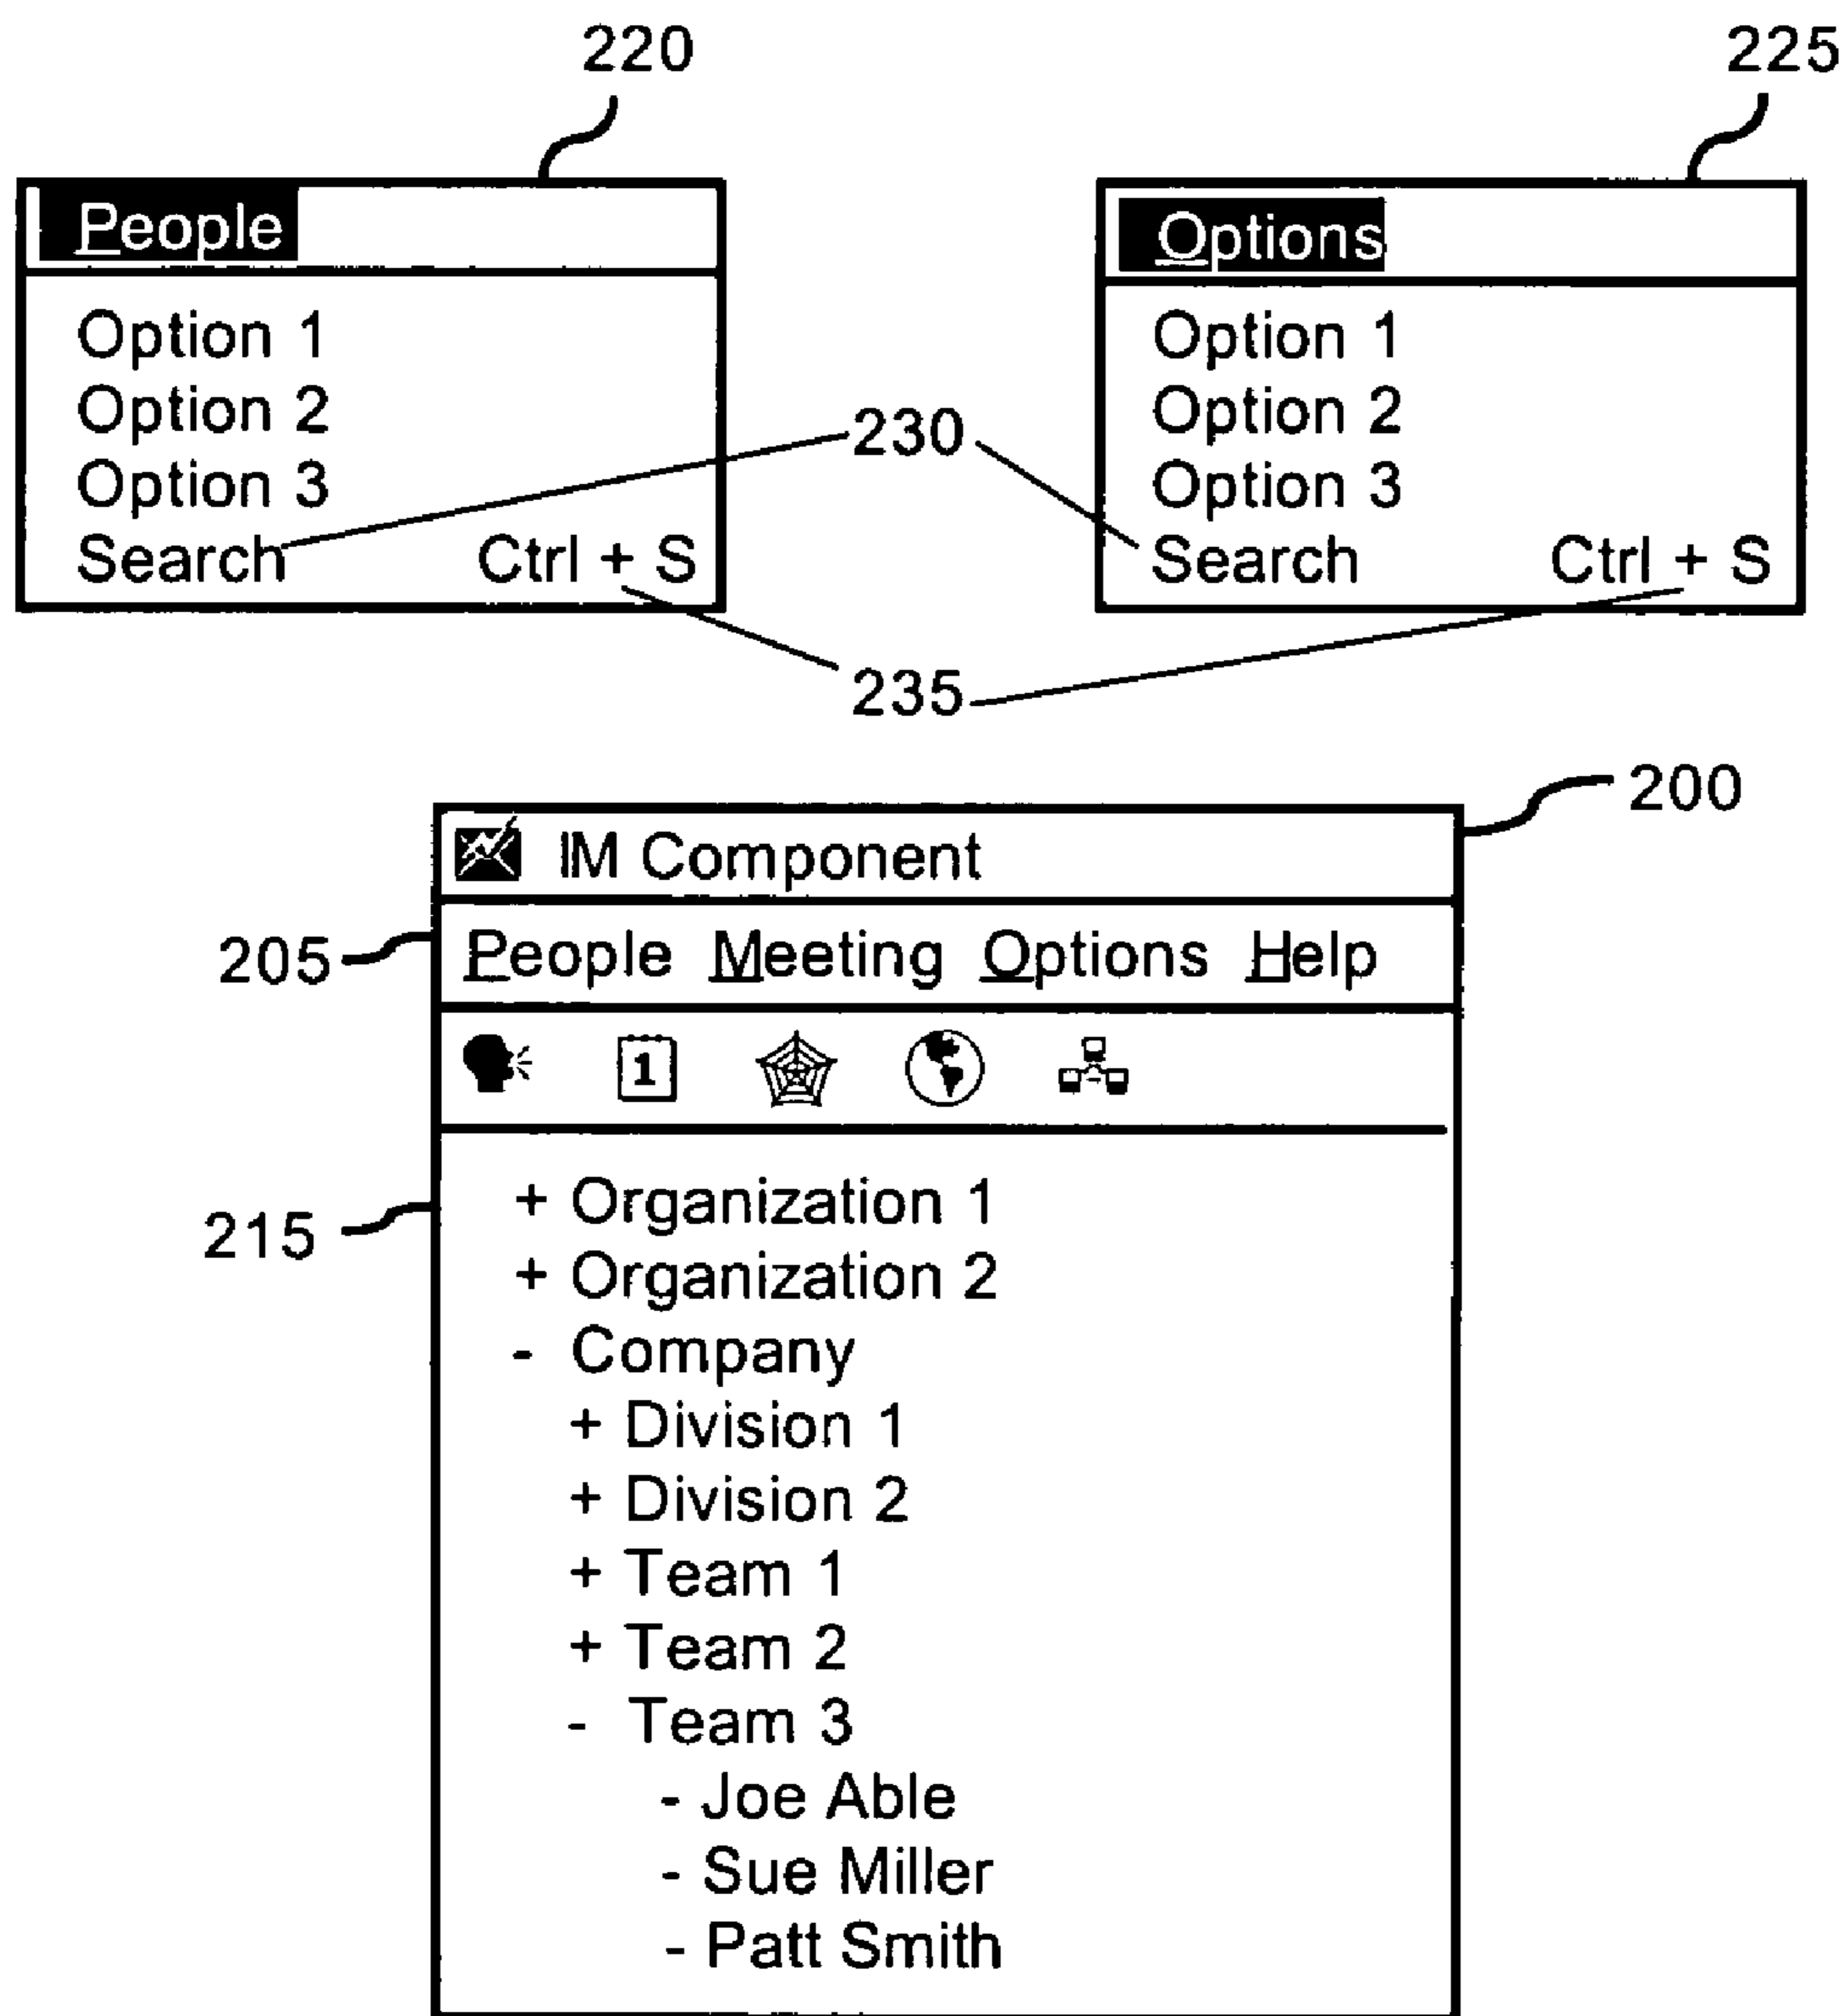 220
225
People
Options
Option 1
Option 2
Option 3
Search Ctrl + S
Option 1
Option 2
Option 3
Search Ctrl + S
230
235
200
IM Component
205
People Meeting Options Help
1
215
+ Organization 1
+ Organization 2
- Company
+ Division 1
+ Division 2
+ Team 1
+ Team 2
- Team 3
- Joe Able
- Sue Miller
- Patt Smith